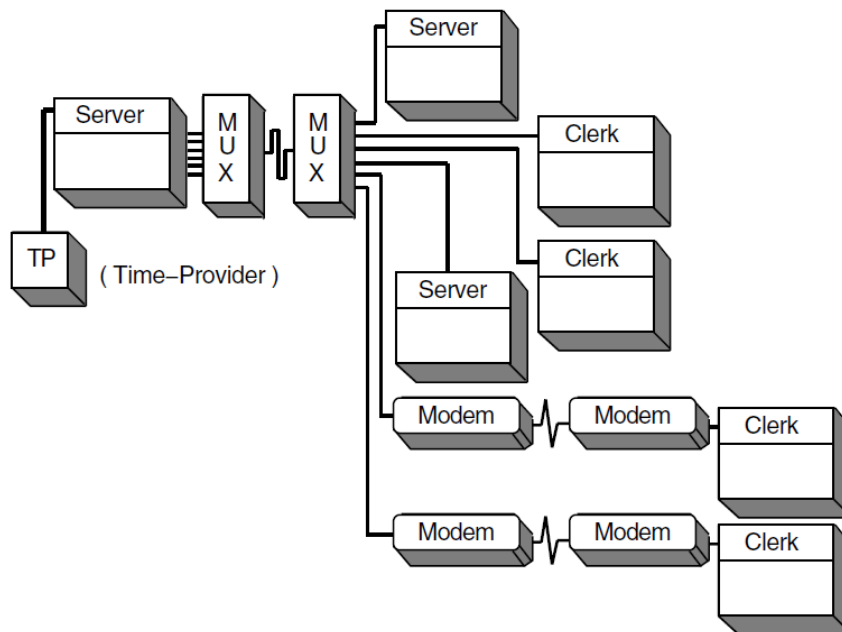 Server
Server
M
U
X
M
U
X
Clerk
TP
( Time–Provider )
Clerk
Server
Modem
Modem
Clerk
Modem
Modem
Clerk